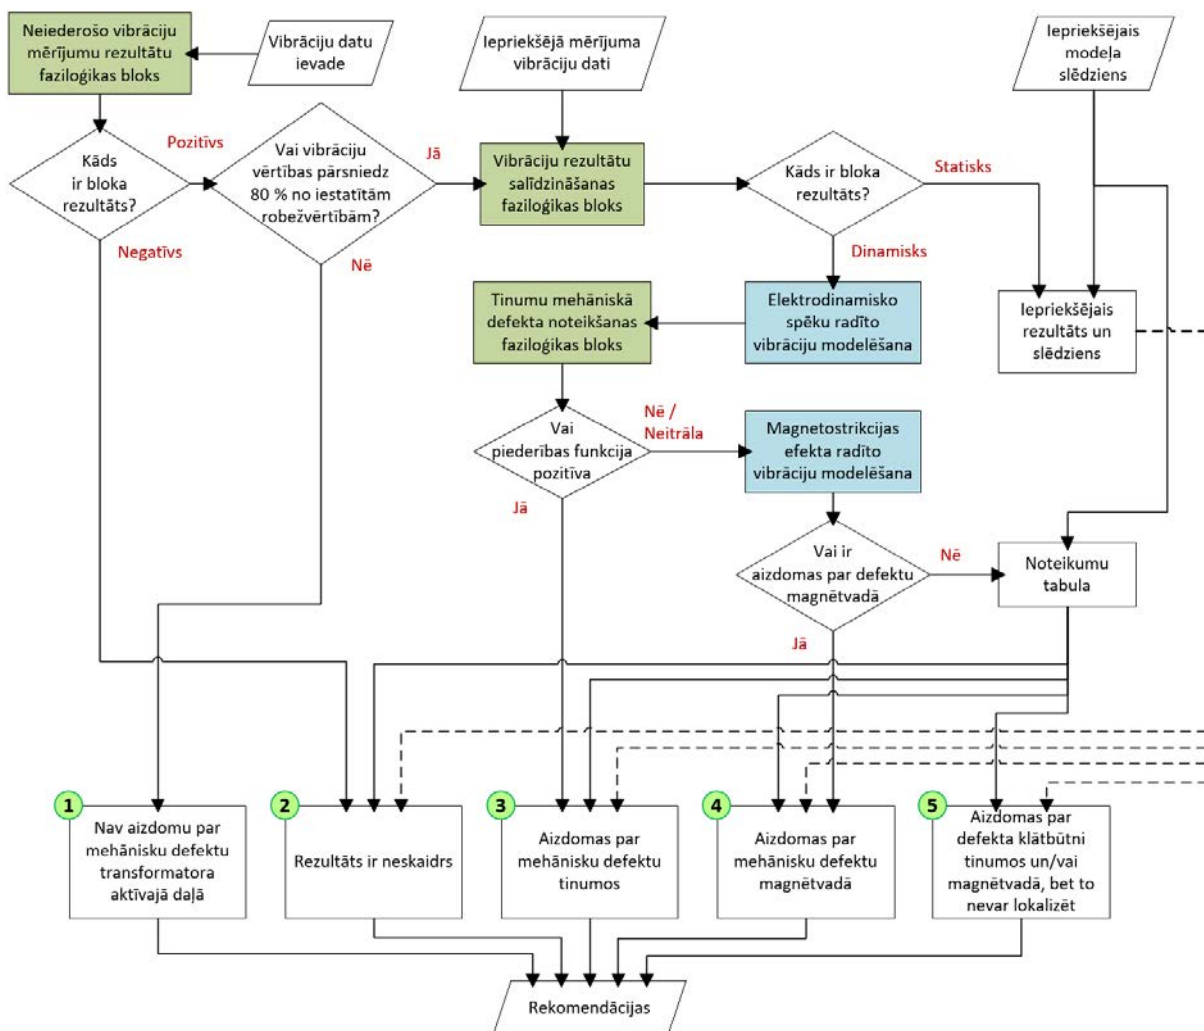 Neiederošo vibrāciju
mērījumu rezultātu
faziloģikas bloks
Vibrāciju datu
ievade
Iepriekšējā mērījuma
vibrāciju dati
Iepriekšējais
modeļa
slēdziens
Kāds
ir bloka
rezultāts?
Pozitīvs
Negatīvs
Vai vibrāciju
vērtības pārsniedz
80 % no iestatītām
robežvērtībām?
Jā
Nē
Vibrāciju rezultātu
salīdzināšanas
faziloģikas bloks
Kāds ir bloka
rezultāts?
Statisks
Dinamisks
Tinumu mehāniskā
defekta noteikšanas
faziloģikas bloks
Elektrodinamisko
spēku radīto
vibrāciju modelēšana
Iepriekšējais
rezultāts un
slēdziens
Vai
piederības funkcija
pozitīva
Nē /
Neitrāla
Jā
Magnetostrikcijas
efekta radīto
vibrāciju modelēšana
Vai ir
aizdomas par defektu
magnētvadā
Nē
Jā
Noteikumu
tabula
1
Nav aizdomu par
mehānisku defektu
transformatora
aktīvajā daļā
2
Rezultāts ir neskaidrs
3
Aizdomas par
mehānisku defektu
tinumos
4
Aizdomas par
mehānisku defektu
magnētvadā
5
Aizdomas par
defekta klātbūtni
tinumos un/vai
magnētvadā, bet to
nevar lokalizēt
Rekomendācijas